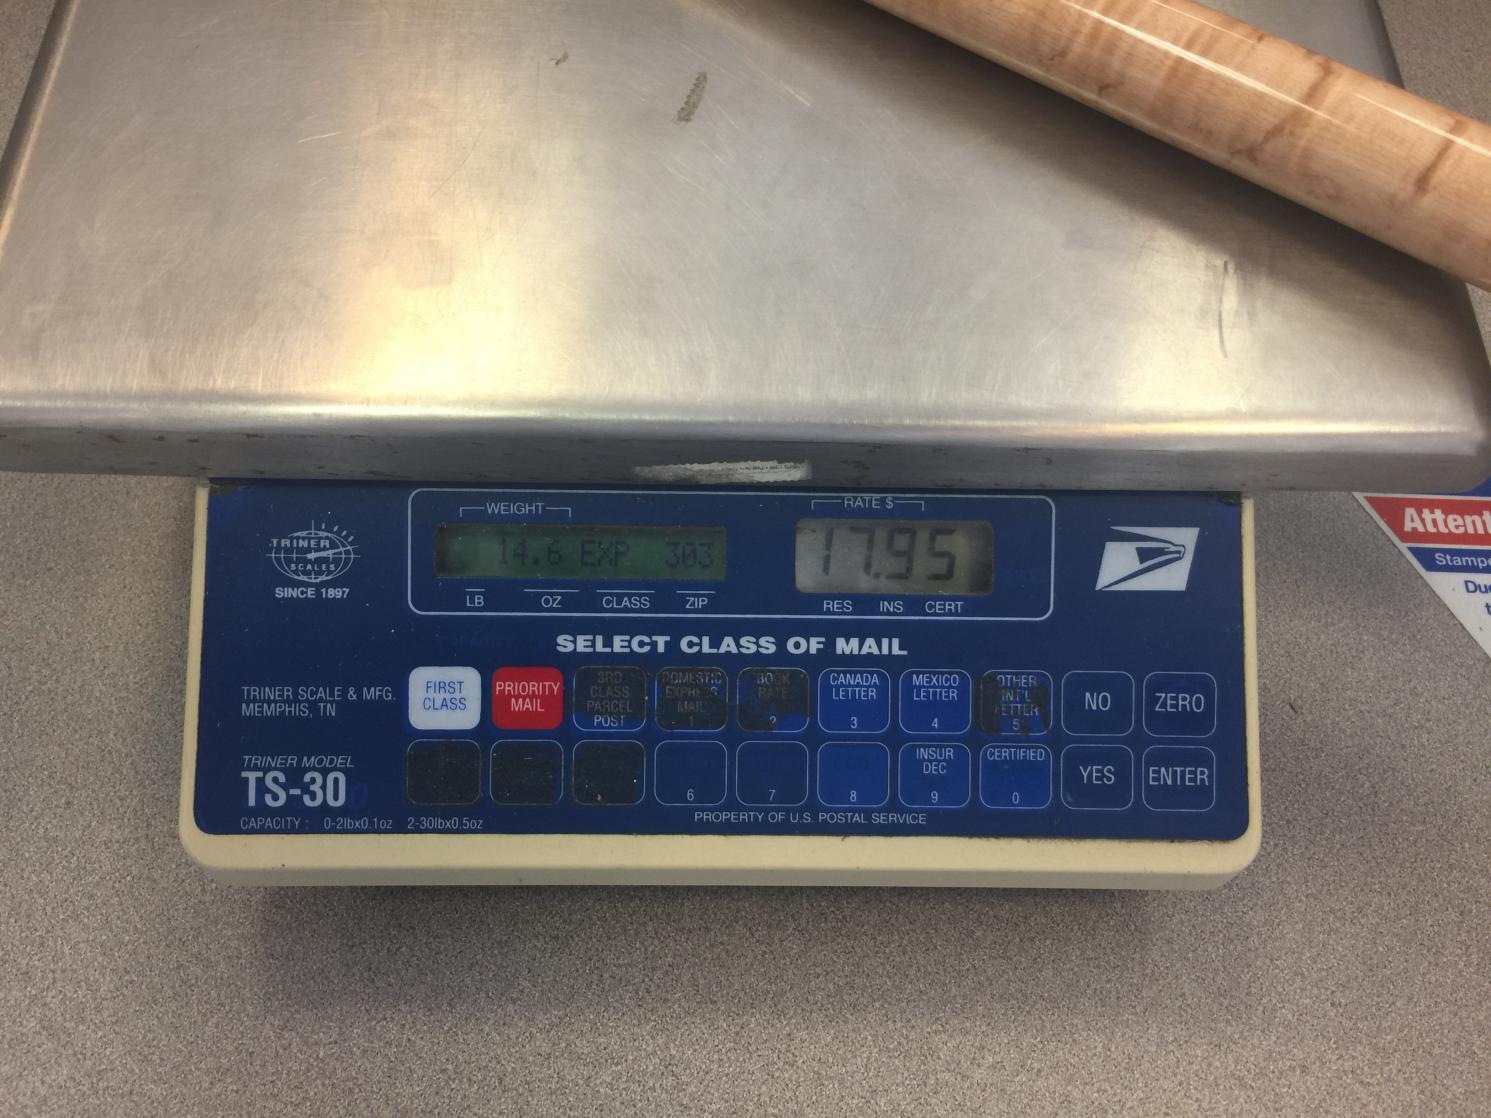 WEIGHT
RATE $
14.6 EXP 303
17.95
LB OZ CLASS ZIP
RES INS CERT
TRINER
SCALES
SINCE 1897
SELECT CLASS OF MAIL
TRINER SCALE & MFG.
MEMPHIS, TN
FIRST
CLASS
PRIORITY
MAIL
3RD
CLASS
PARCEL
POST
DOMESTIC
EXPRESS
MAIL
1
BOOK
RATE
2
CANADA
LETTER
3
MEXICO
LETTER
4
OTHER
INT'L
LETTER
5
NO
ZERO
TRINER MODEL
TS-30
6
7
8
INSUR
DEC
9
CERTIFIED
0
YES
ENTER
CAPACITY : 0-2lbx0.1oz 2-30lbx0.5oz
PROPERTY OF U.S. POSTAL SERVICE
Attent
Stampe
Due
t